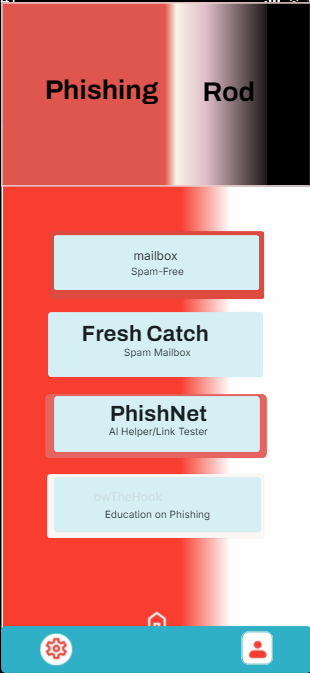 Phishing Rod
mailbox
Spam-Free
Fresh Catch
Spam Mailbox
PhishNet
AI Helper/Link Tester
owTheHook
Education on Phishing